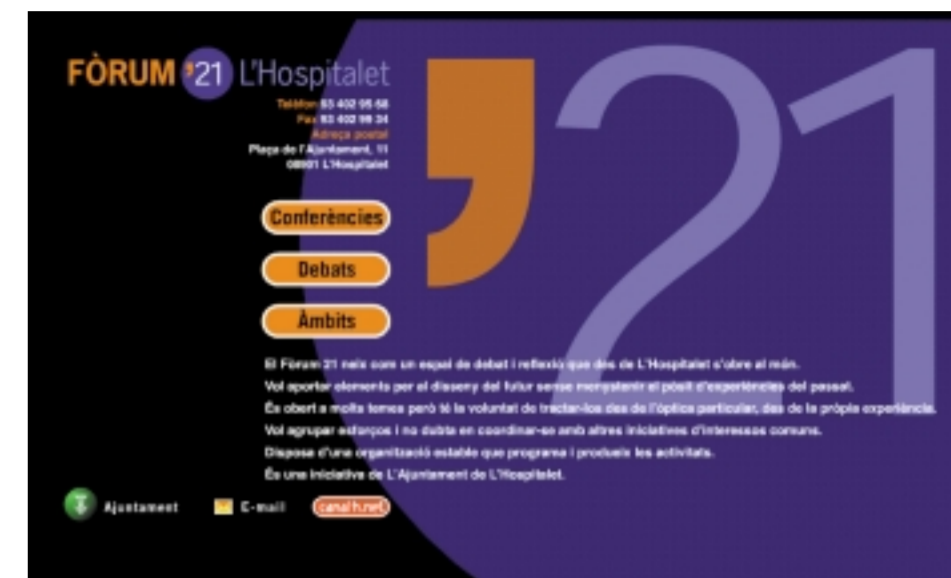 FÒRUM '21 L'Hospitalet
Telèfon 93 402 95 68
Fax 93 402 99 34
Adreça postal
Plaça de l'Ajuntament, 11
08901 L'Hospitalet
'21
Conferències
Debats
Àmbits
El Fòrum 21 neix com un espai de debat i reflexió que des de L'Hospitalet s'obre al món.
Vol aportar elements per al disseny del futur sense menystenir el pòsit d'experiències del passat.
És obert a molts temes però té la voluntat de tractar-los des de l'òptica particular, des de la pròpia experiència.
Vol agrupar esforços i no dubta en coordinar-se amb altres iniciatives d'interessos comuns.
Disposa d'una organització estable que programa i produeix les activitats.
És una iniciativa de L'Ajuntament de L'Hospitalet.
Ajuntament E-mail canalh.net